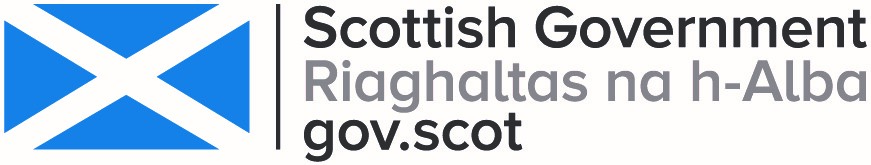 Scottish Government
Riaghaltas na h-Alba
gov.scot